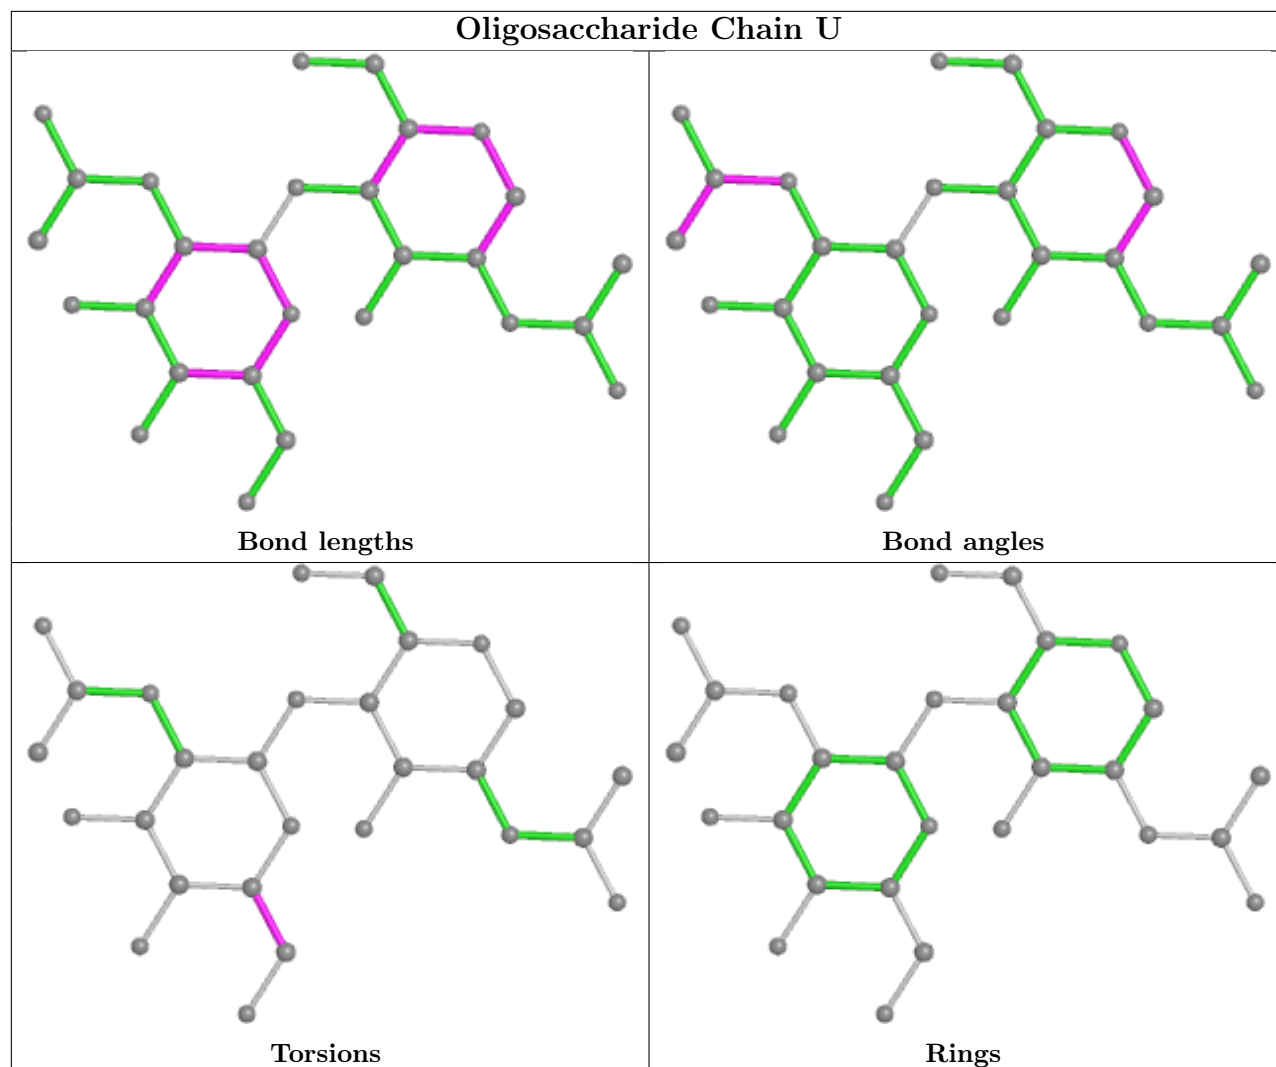 Oligosaccharide Chain U
Bond lengths
Bond angles
Torsions
Rings